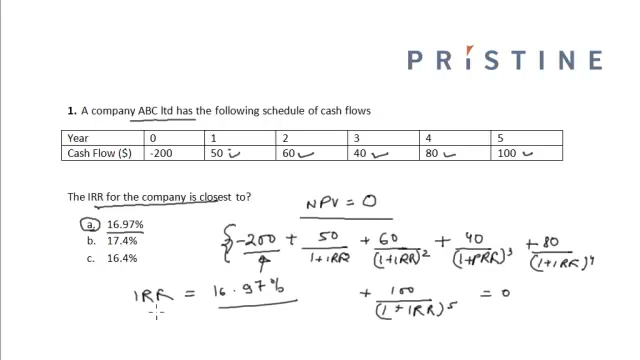 PRISTINE
1. A company ABC ltd has the following schedule of cash flows
Year 0 1 2 3 4 5
Cash Flow ($) -200 50 60 40 80 100
The IRR for the company is closest to?
NPV = 0
a. 16.97%
b. 17.4%
c. 16.4%
{ -200 + 50/1+IRR + 60/(1+IRR)^2 + 40/(1+IRR)^3 + 80/(1+IRR)^4
IRR = 16.97% + 100/(1+IRR)^5 = 0